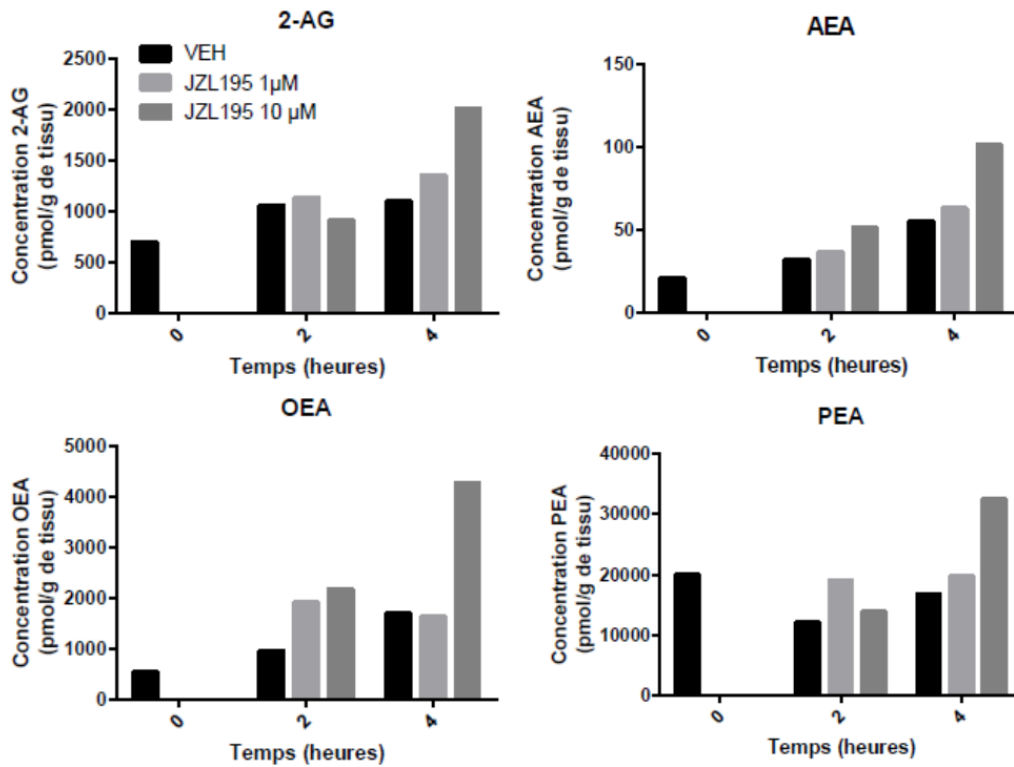 2-AG
VEH
JZL195 1µM
JZL195 10 µM
Concentration 2-AG
(pmol/g de tissu)
2500
2000
1500
1000
500
0
0
2
4
Temps (heures)
AEA
Concentration AEA
(pmol/g de tissu)
150
100
50
0
0
2
4
Temps (heures)
OEA
Concentration OEA
(pmol/g de tissu)
5000
4000
3000
2000
1000
0
0
2
4
Temps (heures)
PEA
Concentration PEA
(pmol/g de tissu)
40000
30000
20000
10000
0
0
2
4
Temps (heures)